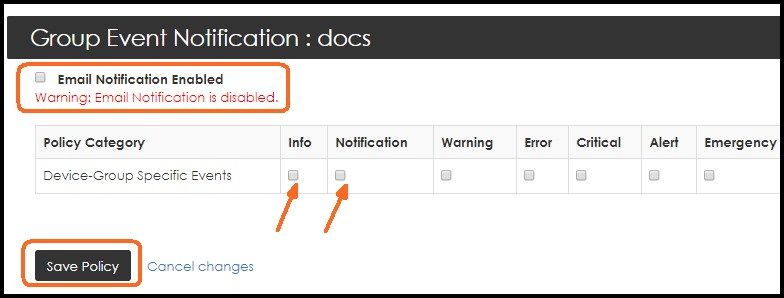 Group Event Notification : docs
Email Notification Enabled
Warning: Email Notification is disabled.
Policy Category Info Notification Warning Error Critical Alert Emergency
Device-Group Specific Events
Save Policy Cancel changes